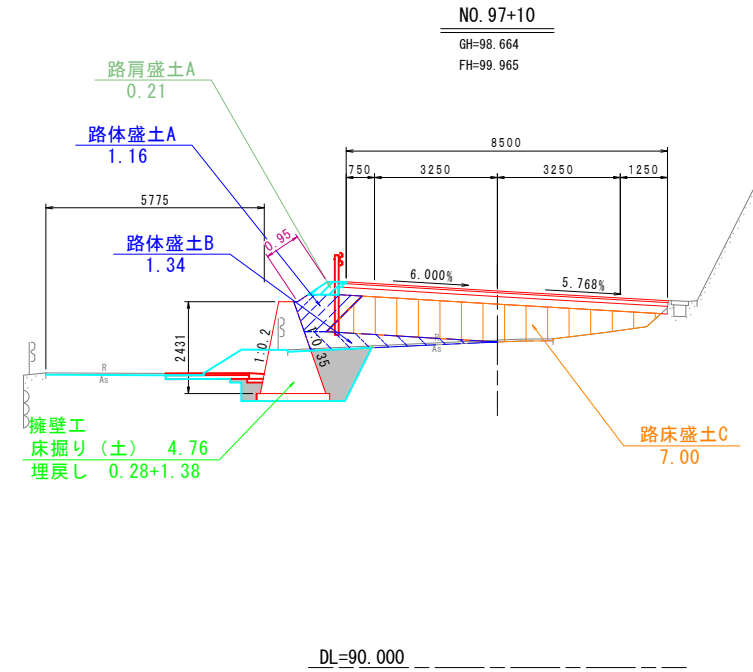 NO.97+10
GH=98.664
FH=99.965
路肩盛土A
0.21
路体盛土A
1.16
8500
750
3250
3250
1250
5775
0.95
路体盛土B
1.34
6.000%
5.768%
2431
1:0.2
1:0.35
R
As
R
As
擁壁工
床掘り（土） 4.76
埋戻し 0.28+1.38
路床盛土C
7.00
DL=90.000